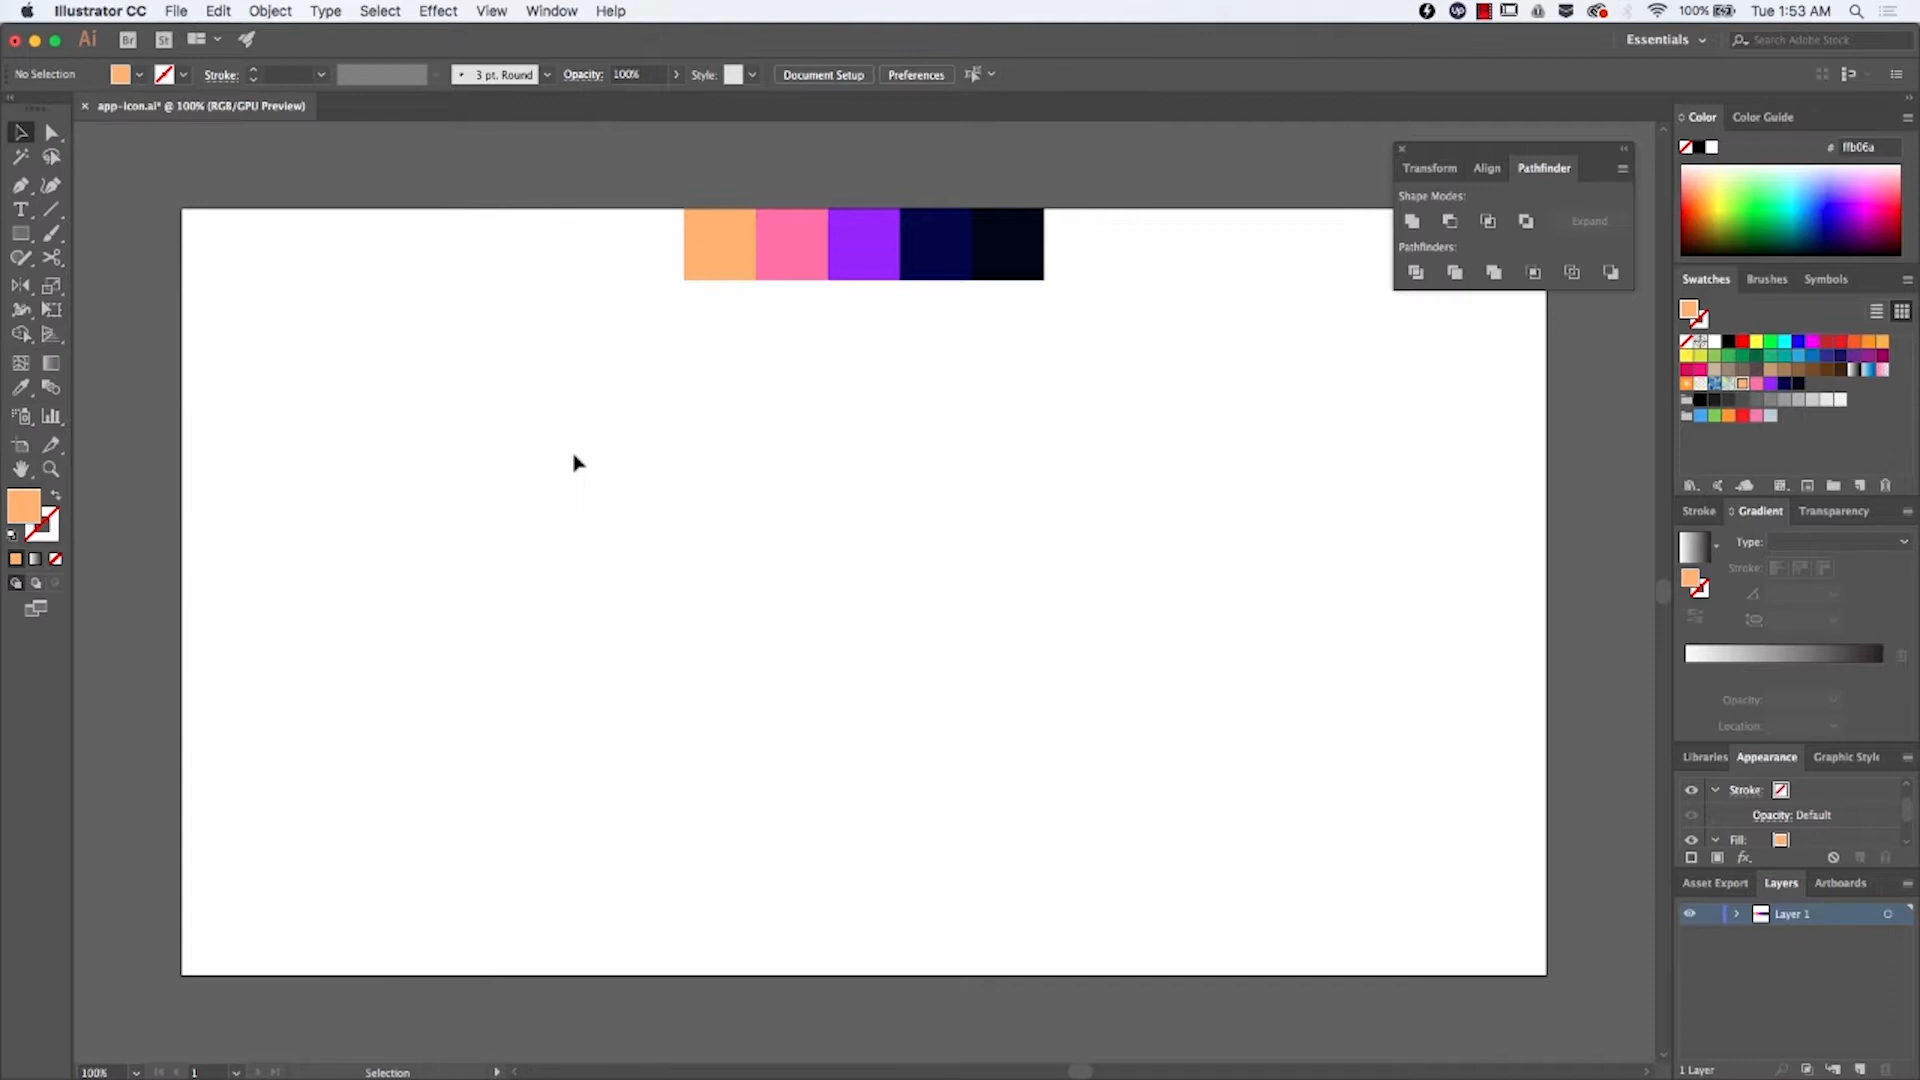 Illustrator CC File Edit Object Type Select Effect View Window Help 100% Tue 1:53 AM
Ai Br St Essentials Search Adobe Stock
No Selection Stroke: 3 pt. Round Opacity: 100% Style: Document Setup Preferences
× app-icon.ai* @ 100% (RGB/GPU Preview)
Color Color Guide
# ffb06a
Transform Align Pathfinder
Shape Modes:
Expand
Pathfinders:
Swatches Brushes Symbols
Stroke Gradient Transparency
Type:
Stroke:
Opacity:
Location:
Libraries Appearance Graphic Style
Stroke:
Opacity: Default
Fill:
fx
Asset Export Layers Artboards
Layer 1
100% 1 Selection
1 Layer